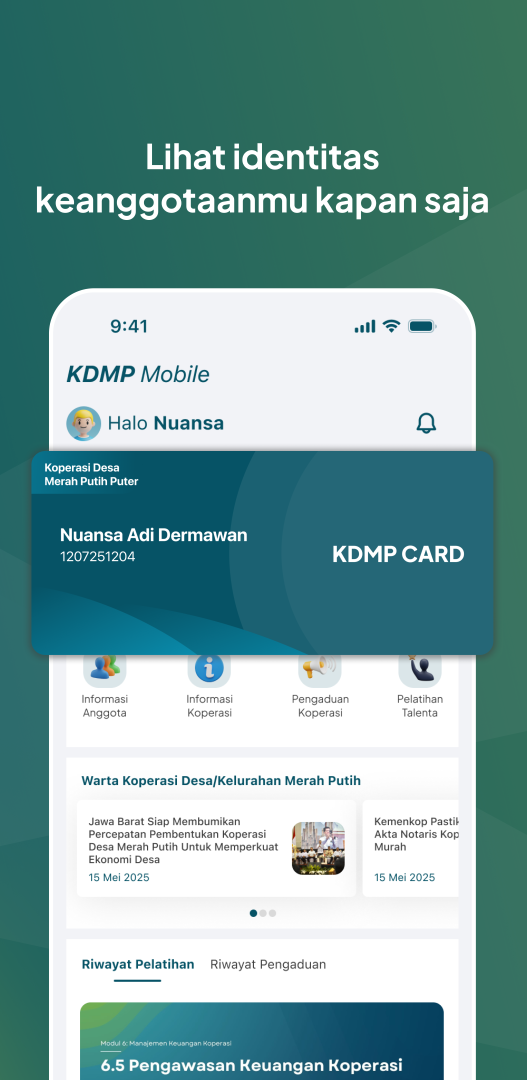 Lihat identitas
keanggotaanmu kapan saja
9:41
KDMP Mobile
Halo Nuansa
Koperasi Desa
Merah Putih Puter
Nuansa Adi Dermawan
1207251204
KDMP CARD
Informasi
Anggota
Informasi
Koperasi
Pengaduan
Koperasi
Pelatihan
Talenta
Warta Koperasi Desa/Kelurahan Merah Putih
Jawa Barat Siap Membumikan
Percepatan Pembentukan Koperasi
Desa Merah Putih Untuk Memperkuat
Ekonomi Desa
15 Mei 2025
Kemenkop Pastik
Akta Notaris Kop
Murah
15 Mei 2025
Riwayat Pelatihan Riwayat Pengaduan
Modul 6: Manajemen Keuangan Koperasi
6.5 Pengawasan Keuangan Koperasi